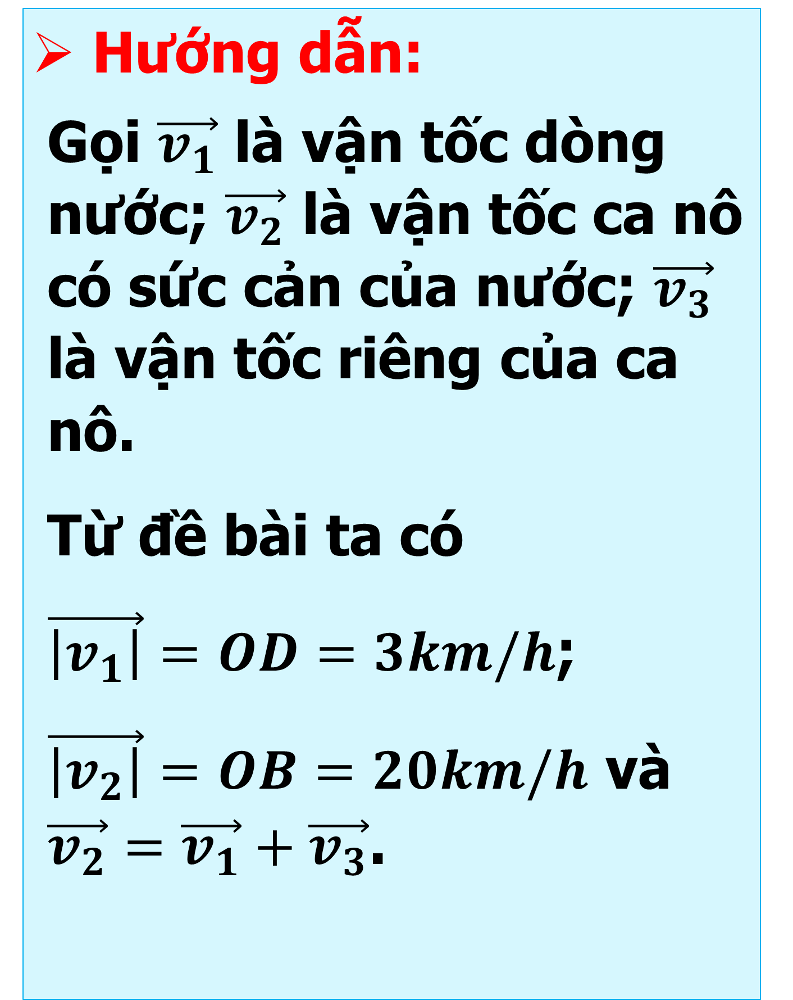 ➢ Hướng dẫn:
Gọi $\overrightarrow{v_1}$ là vận tốc dòng
nước; $\overrightarrow{v_2}$ là vận tốc ca nô
có sức cản của nước; $\overrightarrow{v_3}$
là vận tốc riêng của ca
nô.
Từ đề bài ta có
$\overrightarrow{|v_1|} = OD = 3km/h$;
$\overrightarrow{|v_2|} = OB = 20km/h$ và
$\overrightarrow{v_2} = \overrightarrow{v_1} + \overrightarrow{v_3}$.